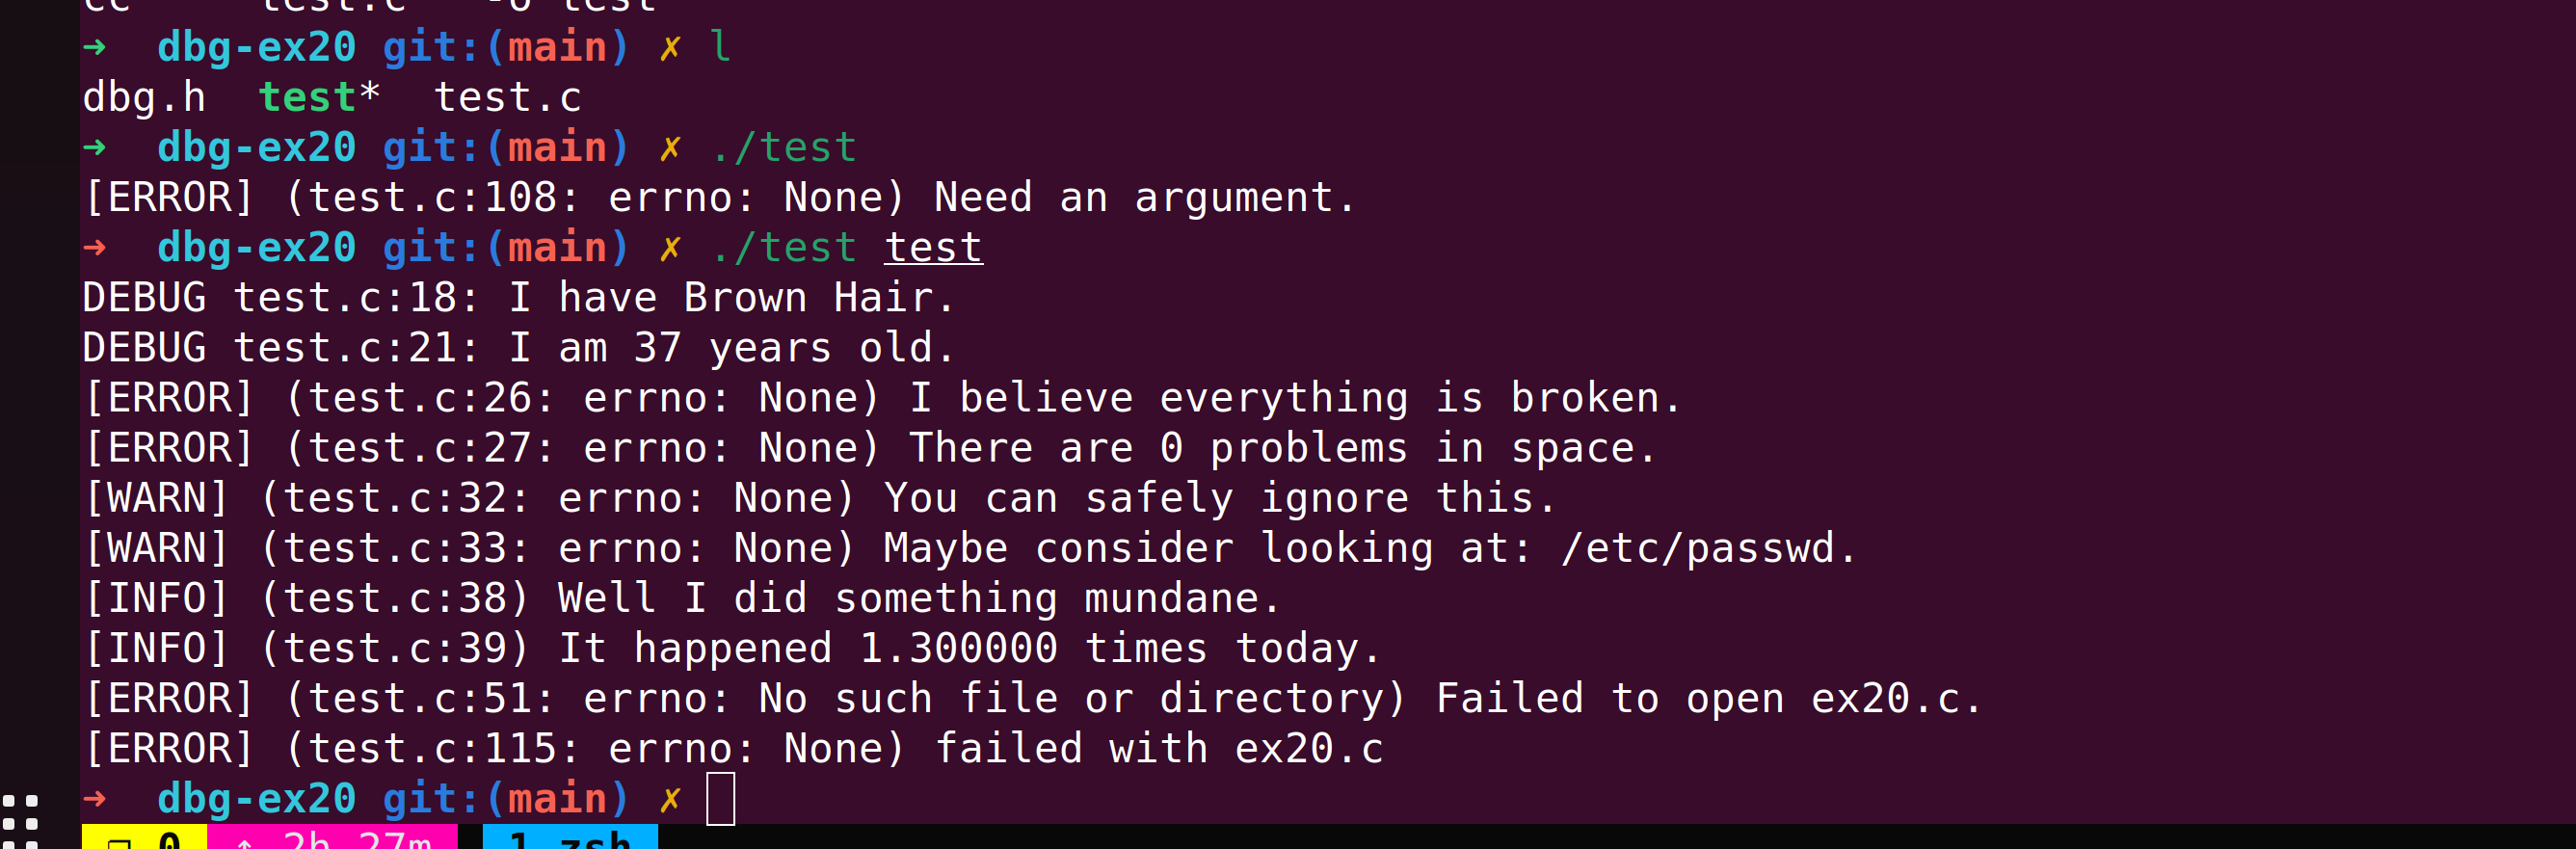 cc     test.c   -o test
➜  dbg-ex20 git:(main) ✗ l
dbg.h  test*  test.c
➜  dbg-ex20 git:(main) ✗ ./test
[ERROR] (test.c:108: errno: None) Need an argument.
➜  dbg-ex20 git:(main) ✗ ./test test
DEBUG test.c:18: I have Brown Hair.
DEBUG test.c:21: I am 37 years old.
[ERROR] (test.c:26: errno: None) I believe everything is broken.
[ERROR] (test.c:27: errno: None) There are 0 problems in space.
[WARN] (test.c:32: errno: None) You can safely ignore this.
[WARN] (test.c:33: errno: None) Maybe consider looking at: /etc/passwd.
[INFO] (test.c:38) Well I did something mundane.
[INFO] (test.c:39) It happened 1.300000 times today.
[ERROR] (test.c:51: errno: No such file or directory) Failed to open ex20.c.
[ERROR] (test.c:115: errno: None) failed with ex20.c
➜  dbg-ex20 git:(main) ✗
❐ 0  ↑ 2h 27m  1 zsh